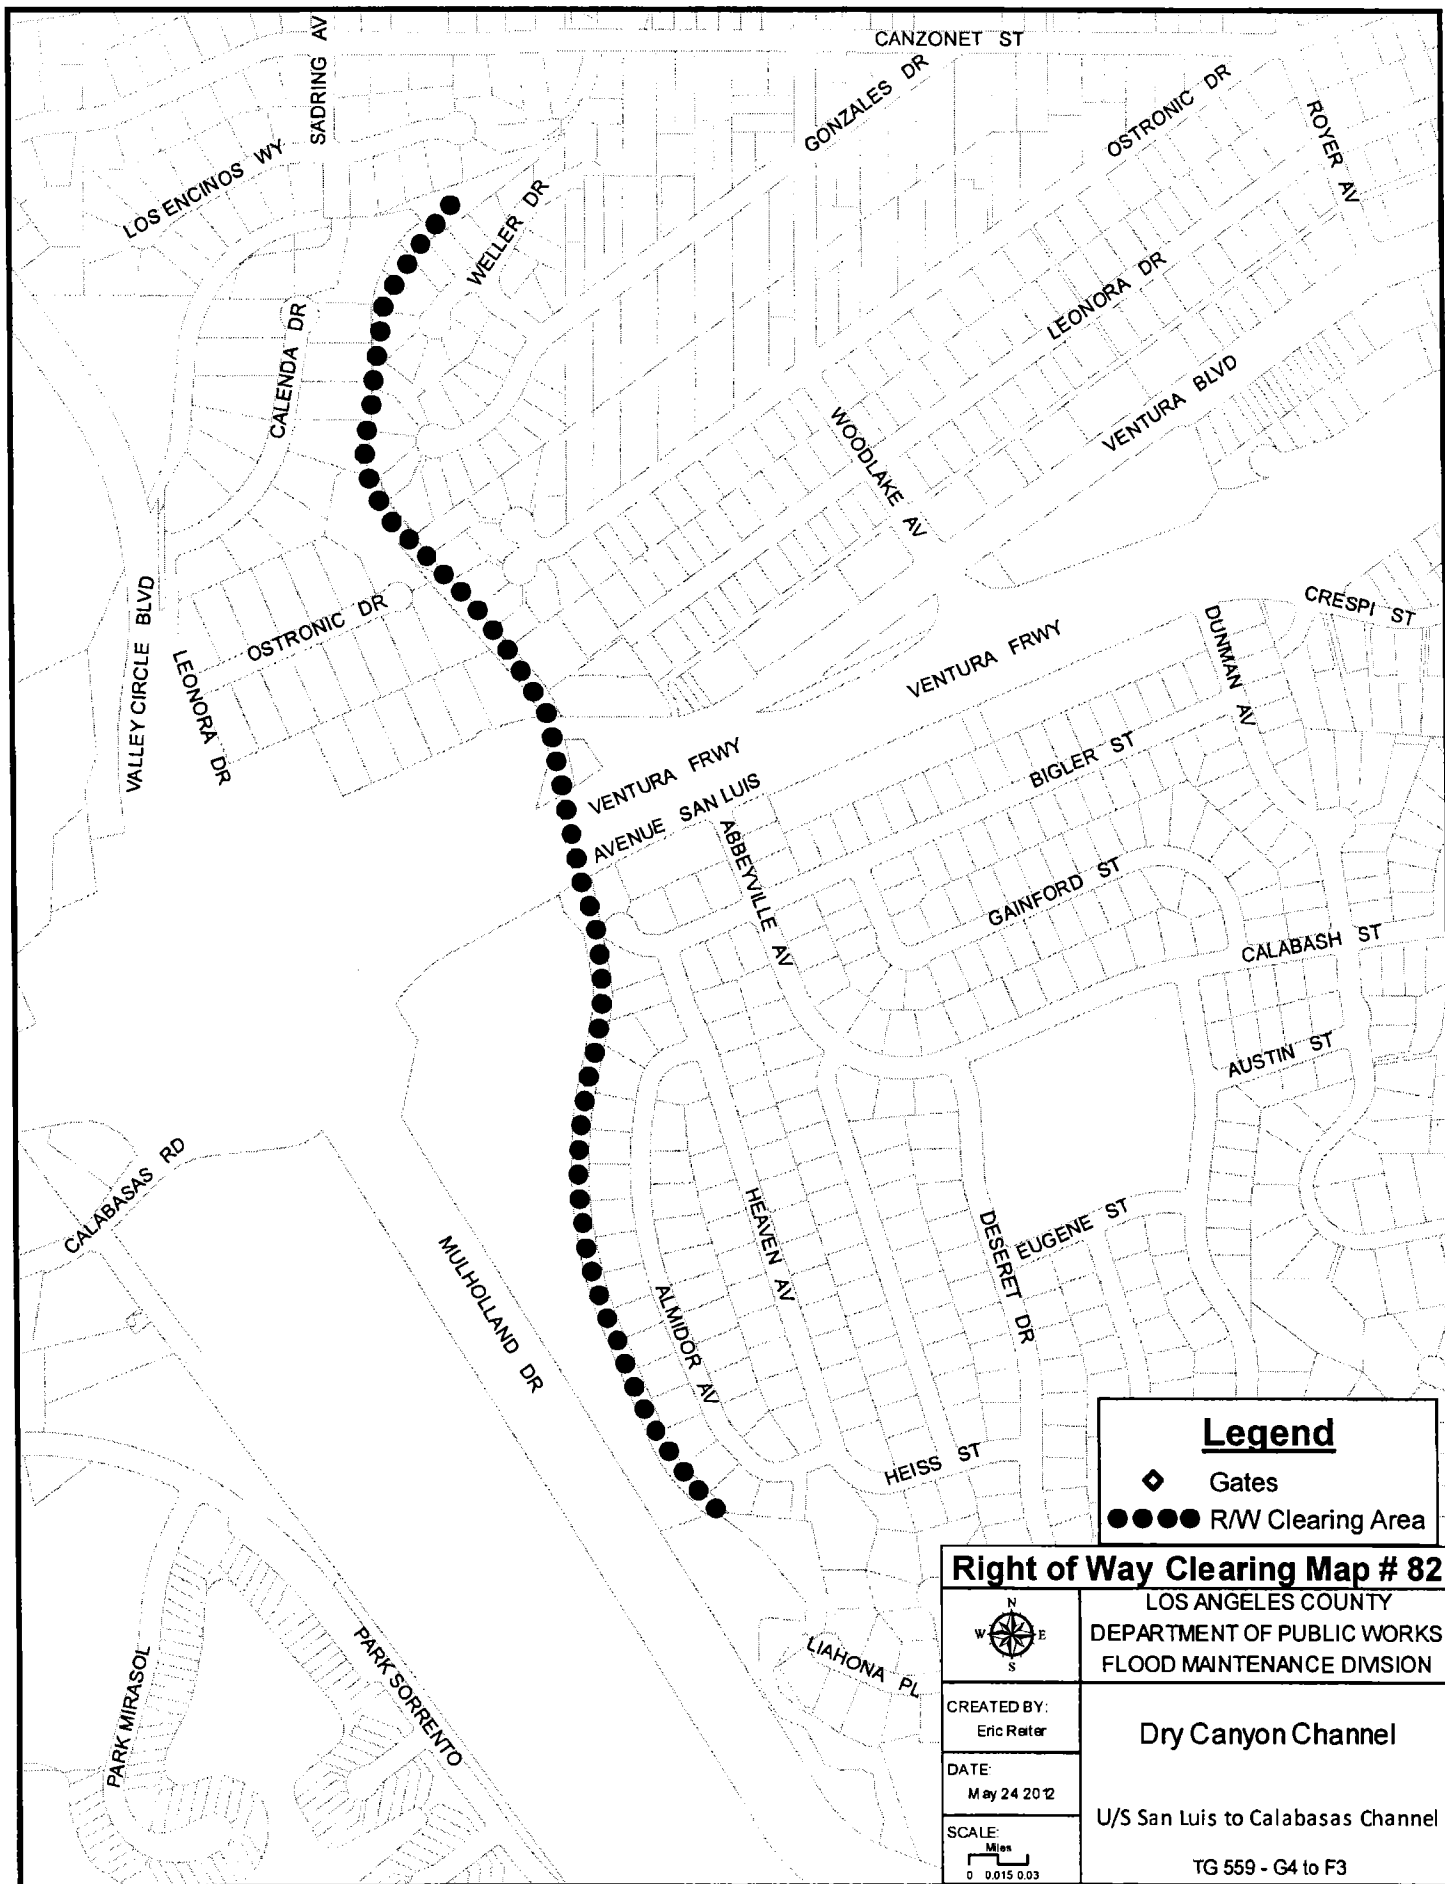 CANZONET ST
SADRING AV
GONZALES DR
OSTRONIC DR
ROYER AV
LOS ENCINOS WY
WELLER DR
LEONORA DR
CALENDA DR
VENTURA BLVD
WOODLAKE AV
VALLEY CIRCLE BLVD
OSTRONIC DR
LEONORA DR
CRESPI ST
DUNMAN AV
VENTURA FRWY
VENTURA FRWY
BIGLER ST
AVENUE SAN LUIS
ABBEYVILLE AV
GAINFORD ST
CALABASH ST
AUSTIN ST
CALABASAS RD
MULHOLLAND DR
HEAVEN AV
DESERET DR
EUGENE ST
ALMIDOR AV
HEISS ST
LIAHONA PL
PARK MIRASOL
PARK SORRENTO
Legend
Gates
R/W Clearing Area
Right of Way Clearing Map # 82
N
W E
S
LOS ANGELES COUNTY
DEPARTMENT OF PUBLIC WORKS
FLOOD MAINTENANCE DIVISION
CREATED BY:
Eric Reiter
Dry Canyon Channel
DATE:
May 24 2012
U/S San Luis to Calabasas Channel
SCALE:
Miles
0 0.015 0.03
TG 559 - G4 to F3